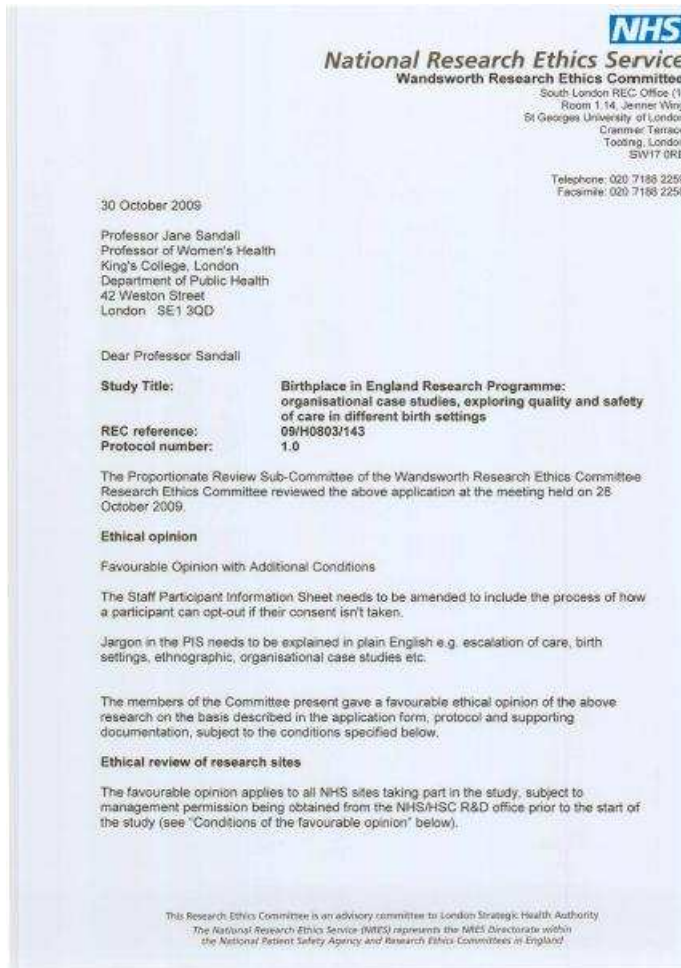 NHS
National Research Ethics Service
Wandsworth Research Ethics Committee
South London REC Office (1
Room 1.14, Jenner Wing
St Georges University of London
Cranmer Terrace
Tooting, London
SW17 0RE
Telephone: 020 7188 225
Facsimile: 020 7188 225
30 October 2009
Professor Jane Sandall
Professor of Women's Health
King's College, London
Department of Public Health
42 Weston Street
London SE1 3QD
Dear Professor Sandall
Study Title: Birthplace in England Research Programme:
organisational case studies, exploring quality and safety
of care in different birth settings
REC reference: 09/H0803/143
Protocol number: 1.0
The Proportionate Review Sub-Committee of the Wandsworth Research Ethics Committee
Research Ethics Committee reviewed the above application at the meeting held on 28
October 2009.
Ethical opinion
Favourable Opinion with Additional Conditions
The Staff Participant Information Sheet needs to be amended to include the process of how
a participant can opt-out if their consent isn't taken.
Jargon in the PIS needs to be explained in plain English e.g. escalation of care, birth
settings, ethnographic, organisational case studies etc.
The members of the Committee present gave a favourable ethical opinion of the above
research on the basis described in the application form, protocol and supporting
documentation, subject to the conditions specified below.
Ethical review of research sites
The favourable opinion applies to all NHS sites taking part in the study, subject to
management permission being obtained from the NHS/HSC R&D office prior to the start of
the study (see "Conditions of the favourable opinion" below).
This Research Ethics Committee is an advisory committee to London Strategic Health Authority
The National Research Ethics Service (NRES) represents the NRES Directorate within
the National Patient Safety Agency and Research Ethics Committees in England